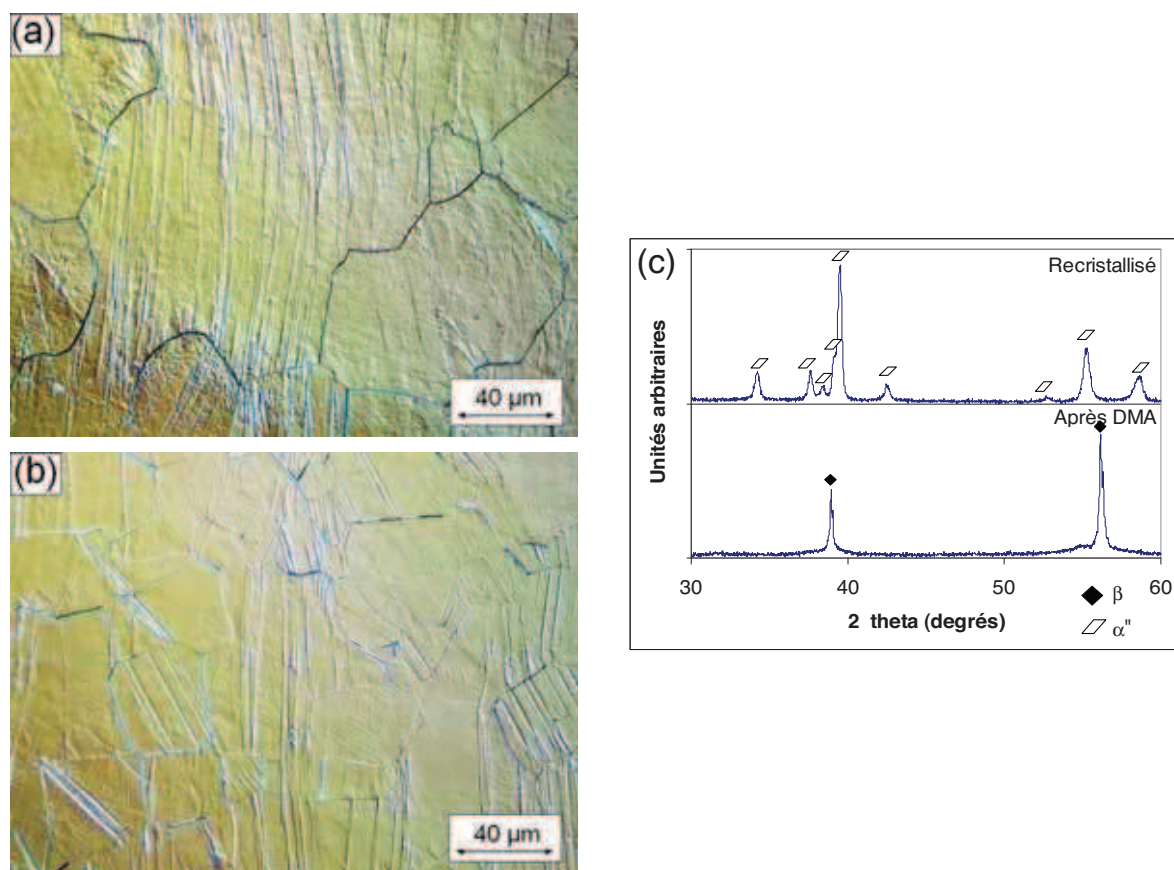 (a)
40 µm
(b)
40 µm
(c)
Recristallisé
Après DMA
Unités arbitraires
30 40 50 60
2 theta (degrés)
β
α"